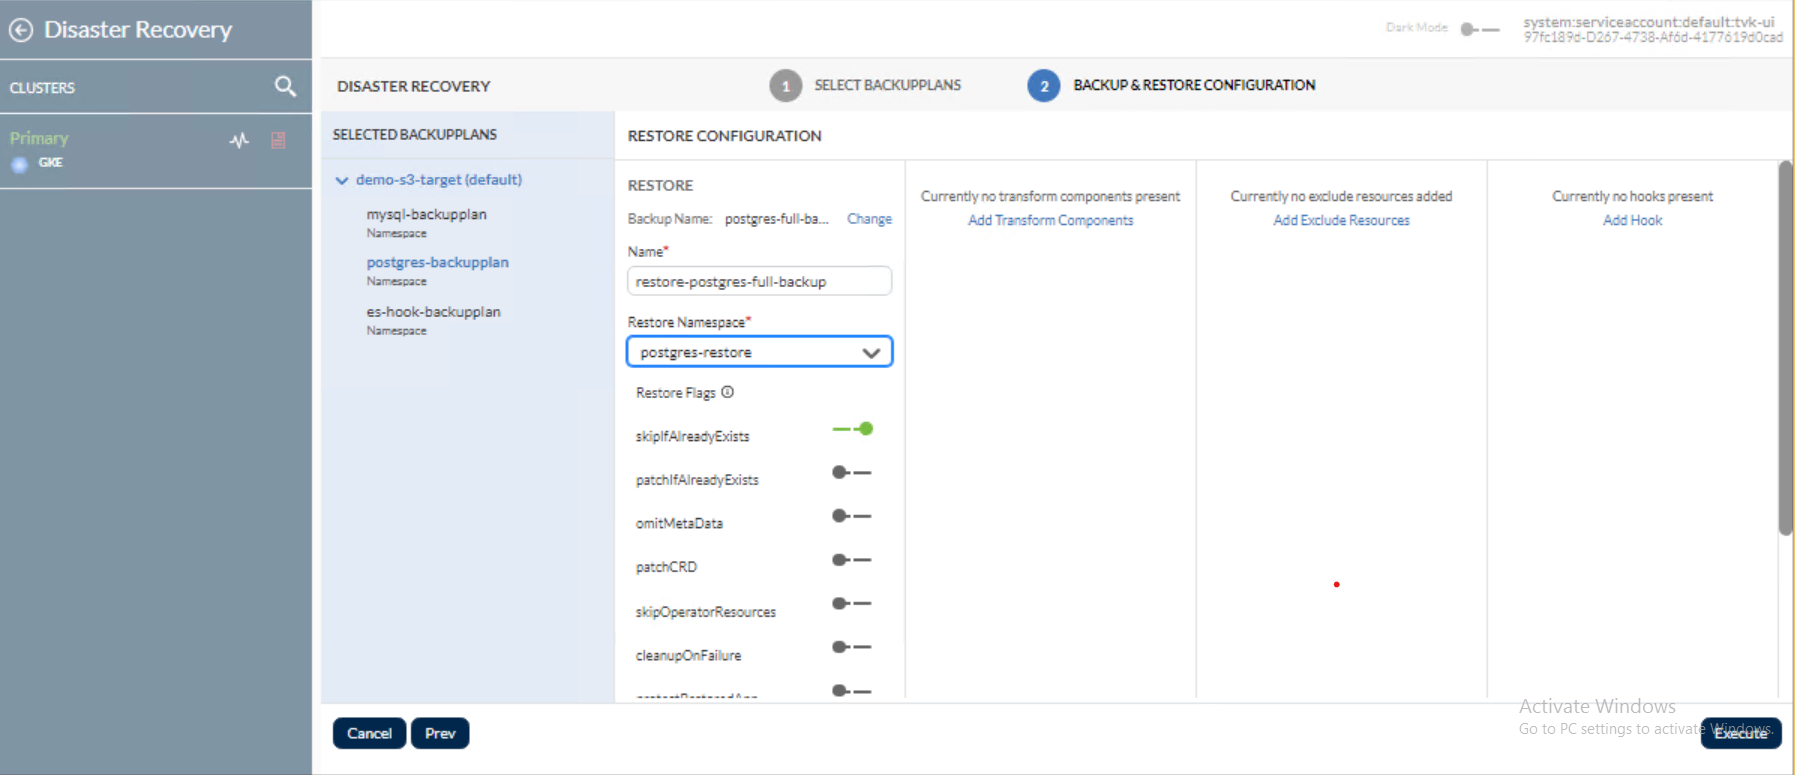 Disaster Recovery
Dark Mode
system:serviceaccount:default:tvk-ui
97fc189d-D267-4738-Af6d-4177619d0cad
CLUSTERS
DISASTER RECOVERY
1 SELECT BACKUPPLANS
2 BACKUP & RESTORE CONFIGURATION
Primary
GKE
SELECTED BACKUPPLANS
demo-s3-target (default)
mysql-backupplan
Namespace
postgres-backupplan
Namespace
es-hook-backupplan
Namespace
RESTORE CONFIGURATION
RESTORE
Backup Name: postgres-full-ba... Change
Name*
restore-postgres-full-backup
Restore Namespace*
postgres-restore
Restore Flags
skipIfAlreadyExists
patchIfAlreadyExists
omitMetaData
patchCRD
skipOperatorResources
cleanupOnFailure
Currently no transform components present
Add Transform Components
Currently no exclude resources added
Add Exclude Resources
Currently no hooks present
Add Hook
Cancel
Prev
Execute
Activate Windows
Go to PC settings to activate Windows.